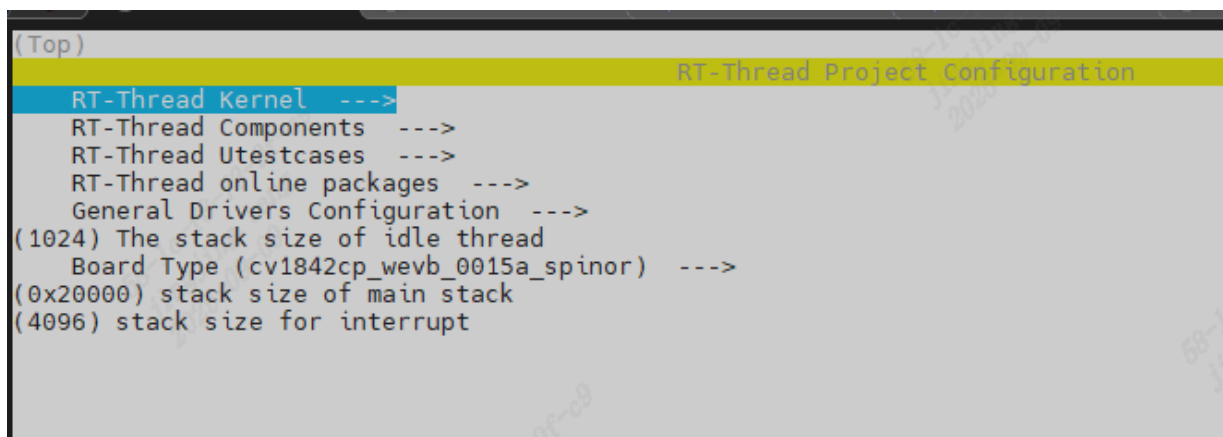 (Top)
RT-Thread Project Configuration
RT-Thread Kernel  --->
RT-Thread Components  --->
RT-Thread Utestcases  --->
RT-Thread online packages  --->
General Drivers Configuration  --->
(1024) The stack size of idle thread
Board Type (cv1842cp_wevb_0015a_spinor)  --->
(0x20000) stack size of main stack
(4096) stack size for interrupt